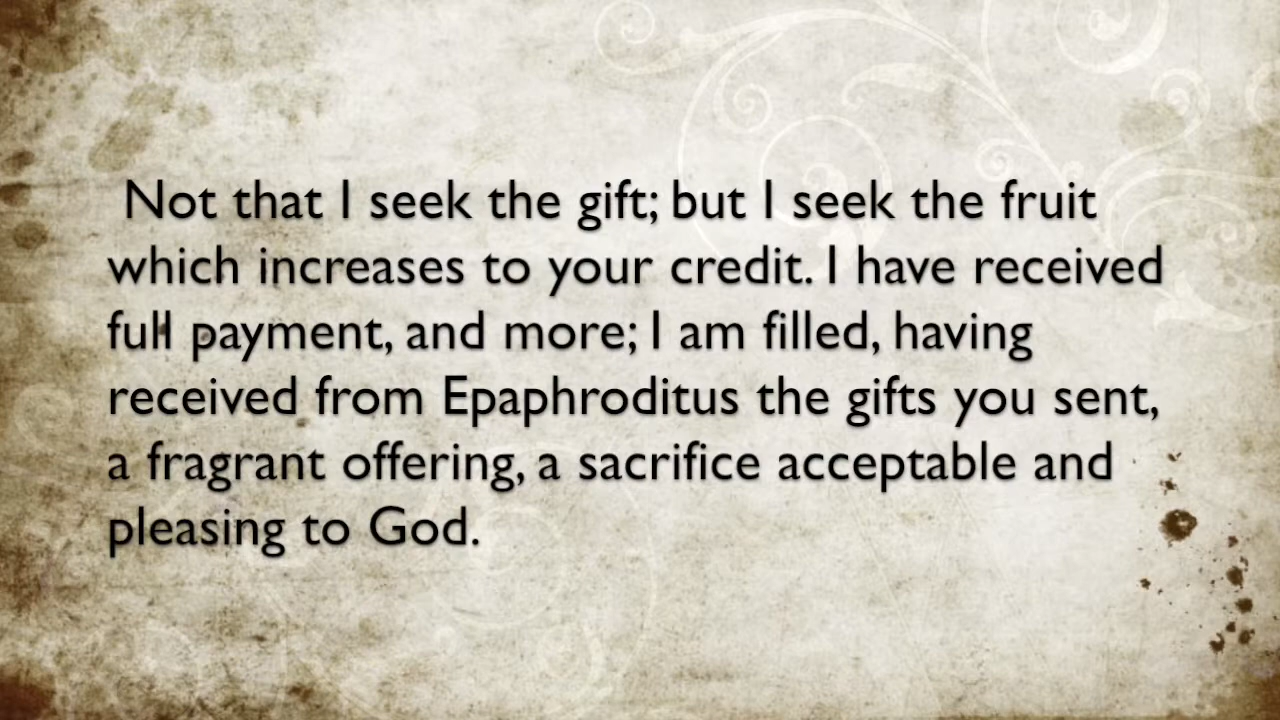 Not that I seek the gift; but I seek the fruit
which increases to your credit. I have received
full payment, and more; I am filled, having
received from Epaphroditus the gifts you sent,
a fragrant offering, a sacrifice acceptable and
pleasing to God.